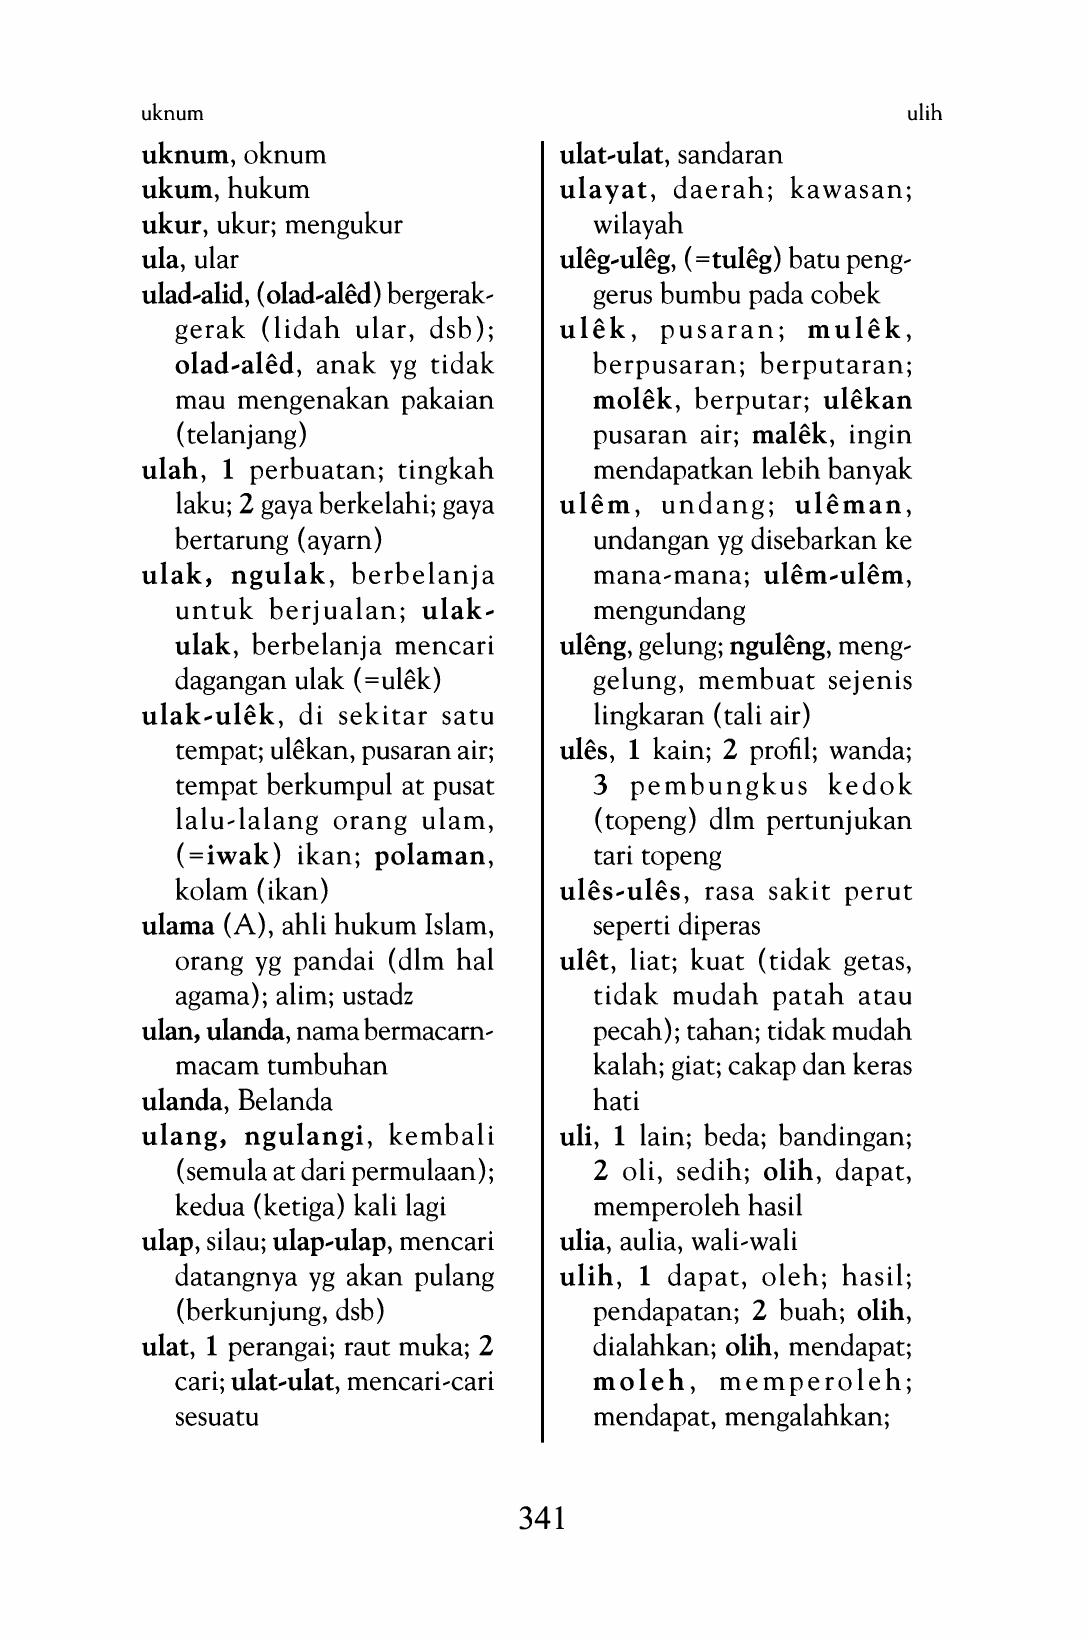 uknum
ulih
uknum, oknum
ukum, hukum
ukur, ukur; mengukur
ula, ular
ulad-alid, (olad-alêd) bergerak-
gerak (lidah ular, dsb);
olad-alêd, anak yg tidak
mau mengenakan pakaian
(telanjang)
ulah, 1 perbuatan; tingkah
laku; 2 gaya berkelahi; gaya
bertarung (ayarn)
ulak, ngulak, berbelanja
untuk berjualan; ulak-
ulak, berbelanja mencari
dagangan ulak (=ulêk)
ulak-ulêk, di sekitar satu
tempat; ulêkan, pusaran air;
tempat berkumpul at pusat
lalu-lalang orang ulam,
(=iwak) ikan; polaman,
kolam (ikan)
ulama (A), ahli hukum Islam,
orang yg pandai (dlm hal
agama); alim; ustadz
ulan, ulanda, nama bermacarn-
macam tumbuhan
ulanda, Belanda
ulang, ngulangi, kembali
(semula at dari permulaan);
kedua (ketiga) kali lagi
ulap, silau; ulap-ulap, mencari
datangnya yg akan pulang
(berkunjung, dsb)
ulat, 1 perangai; raut muka; 2
cari; ulat-ulat, mencari-cari
sesuatu
ulat-ulat, sandaran
ulayat, daerah; kawasan;
wilayah
ulêg-ulêg, (=tulêg) batu peng-
gerus bumbu pada cobek
ulêk, pusaran; mulêk,
berpusaran; berputaran;
molêk, berputar; ulêkan
pusaran air; malêk, ingin
mendapatkan lebih banyak
ulêm, undang; ulêman,
undangan yg disebarkan ke
mana-mana; ulêm-ulêm,
mengundang
ulêng, gelung; ngulêng, meng-
gelung, membuat sejenis
lingkaran (tali air)
ulês, 1 kain; 2 profil; wanda;
3 pembungkus kedok
(topeng) dlm pertunjukan
tari topeng
ulês-ulês, rasa sakit perut
seperti diperas
ulêt, liat; kuat (tidak getas,
tidak mudah patah atau
pecah); tahan; tidak mudah
kalah; giat; cakap dan keras
hati
uli, 1 lain; beda; bandingan;
2 oli, sedih; olih, dapat,
memperoleh hasil
ulia, aulia, wali-wali
ulih, 1 dapat, oleh; hasil;
pendapatan; 2 buah; olih,
dialahkan; olih, mendapat;
moleh, memperoleh;
mendapat, mengalahkan;
341